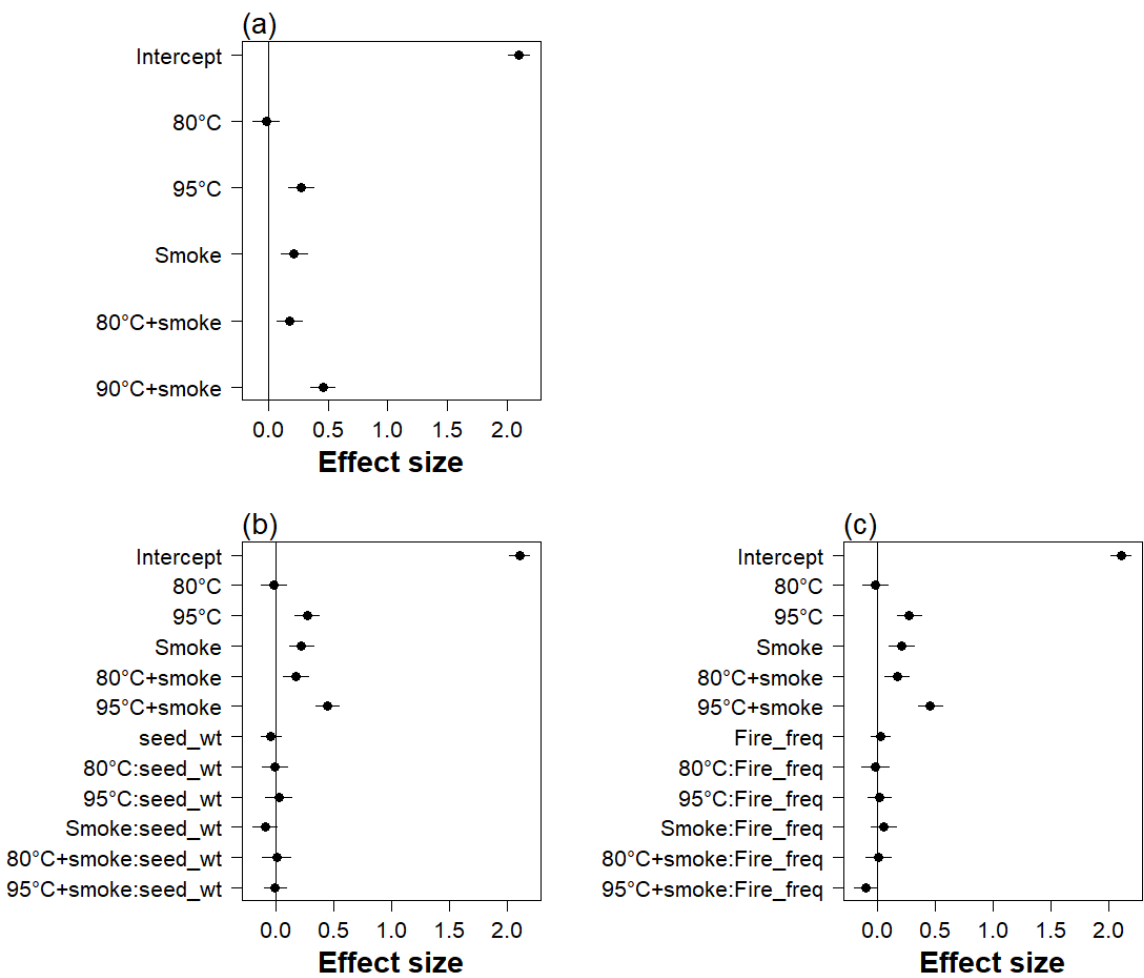 (a)
Intercept
80°C
95°C
Smoke
80°C+smoke
90°C+smoke
0.0 0.5 1.0 1.5 2.0
Effect size
(b)
Intercept
80°C
95°C
Smoke
80°C+smoke
95°C+smoke
seed_wt
80°C:seed_wt
95°C:seed_wt
Smoke:seed_wt
80°C+smoke:seed_wt
95°C+smoke:seed_wt
0.0 0.5 1.0 1.5 2.0
Effect size
(c)
Intercept
80°C
95°C
Smoke
80°C+smoke
95°C+smoke
Fire_freq
80°C:Fire_freq
95°C:Fire_freq
Smoke:Fire_freq
80°C+smoke:Fire_freq
95°C+smoke:Fire_freq
0.0 0.5 1.0 1.5 2.0
Effect size